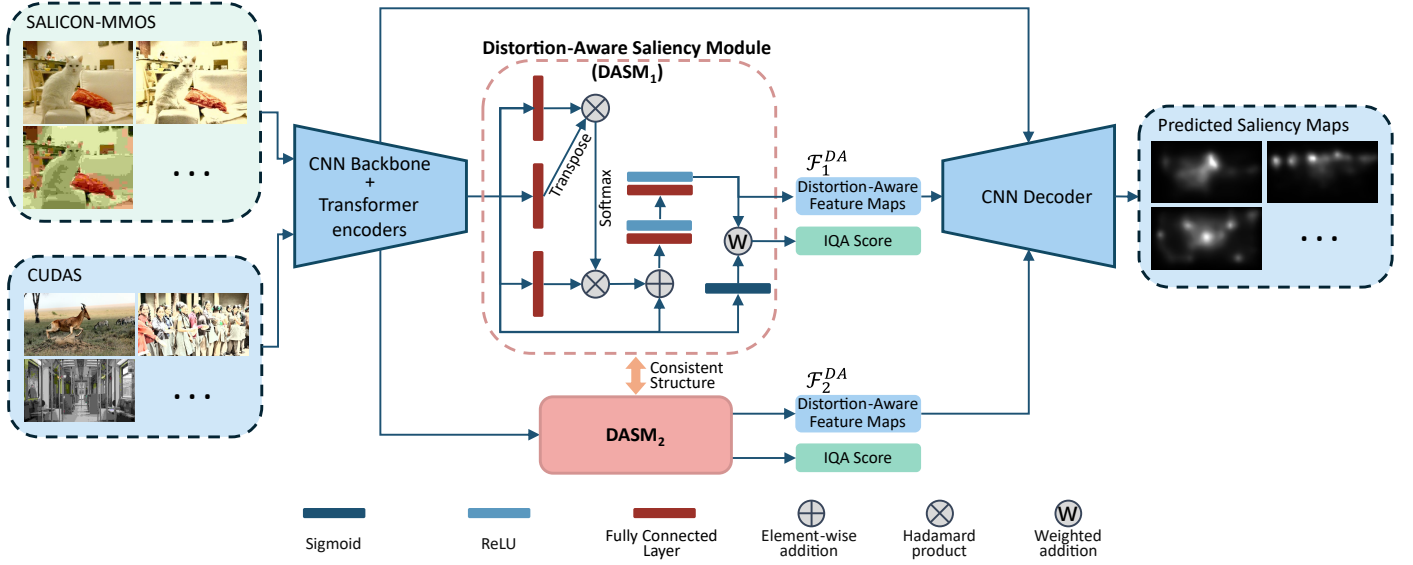 SALICON-MMOS
CUDAS
CNN Backbone
+
Transformer
encoders
Distortion-Aware Saliency Module
(DASM₁)
Transpose
Softmax
W
Consistent
Structure
DASM₂
ℱ₁ᴰᴬ
Distortion-Aware
Feature Maps
IQA Score
ℱ₂ᴰᴬ
Distortion-Aware
Feature Maps
IQA Score
CNN Decoder
Predicted Saliency Maps
Sigmoid
ReLU
Fully Connected
Layer
Element-wise
addition
Hadamard
product
W
Weighted
addition